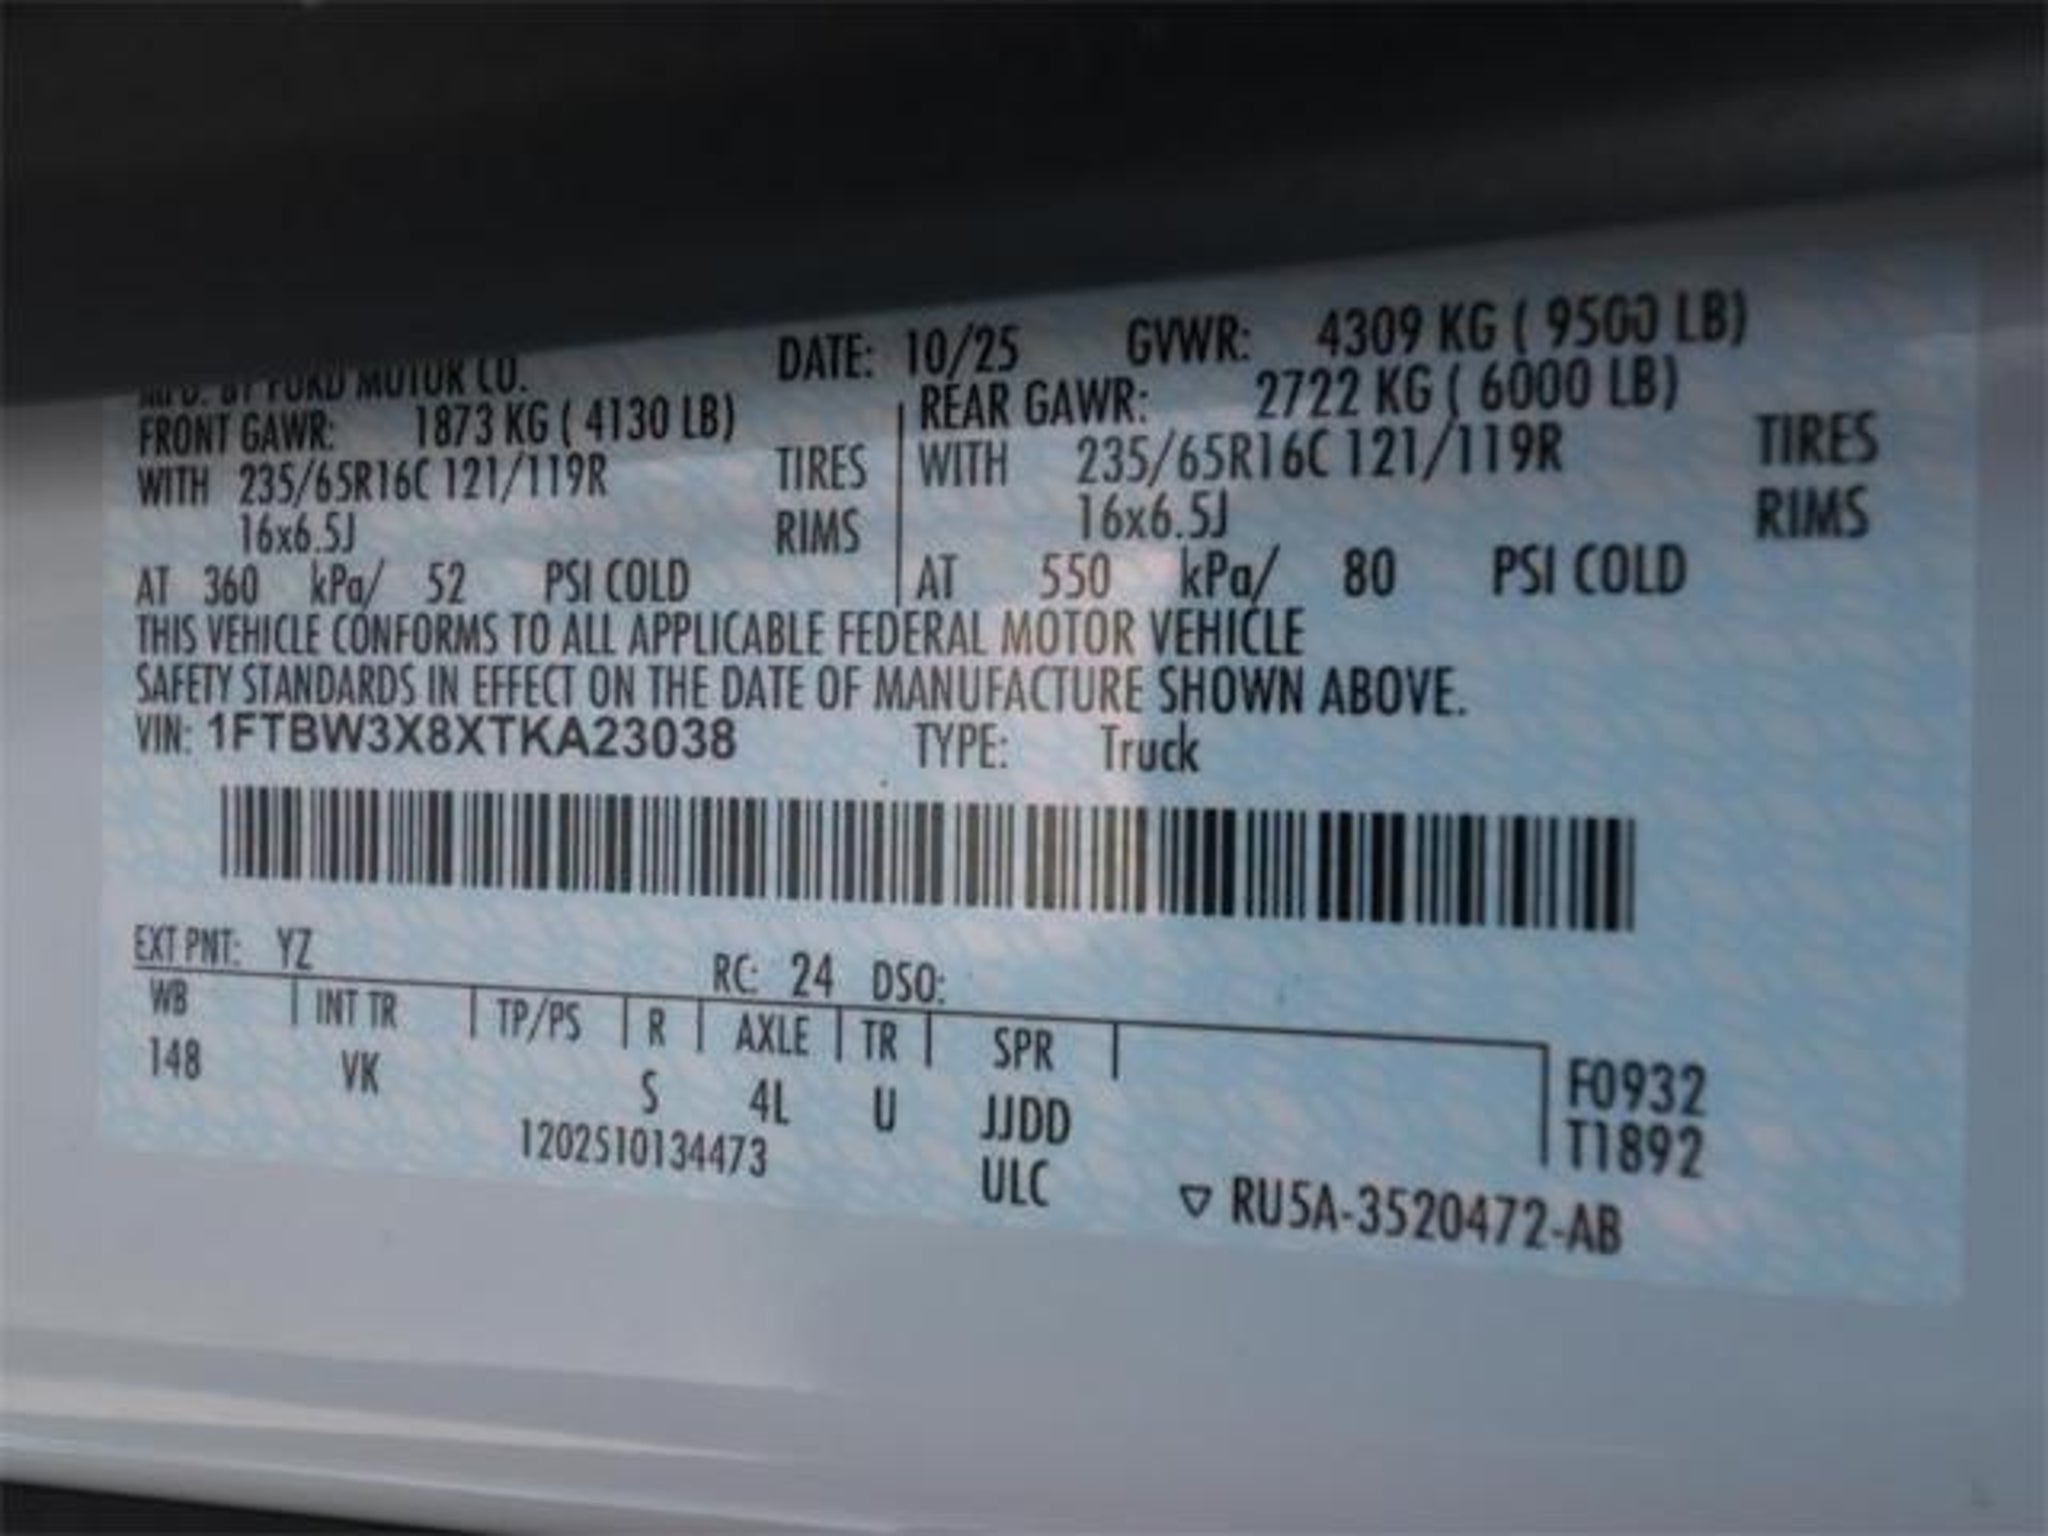 MFD. BY FORD MOTOR CO. DATE: 10/25 GVWR: 4309 KG ( 9500 LB)
FRONT GAWR: 1873 KG ( 4130 LB) REAR GAWR: 2722 KG ( 6000 LB)
WITH 235/65R16C 121/119R TIRES WITH 235/65R16C 121/119R TIRES
16x6.5J RIMS 16x6.5J RIMS
AT 360 kPa/ 52 PSI COLD AT 550 kPa/ 80 PSI COLD
THIS VEHICLE CONFORMS TO ALL APPLICABLE FEDERAL MOTOR VEHICLE
SAFETY STANDARDS IN EFFECT ON THE DATE OF MANUFACTURE SHOWN ABOVE.
VIN: 1FTBW3X8XTKA23038 TYPE: Truck
EXT PNT: YZ RC: 24 DSO:
WB INT TR TP/PS R AXLE TR SPR
148 VK S 4L U JJDD F0932
1202510134473 ULC T1892
▽ RU5A-3520472-AB